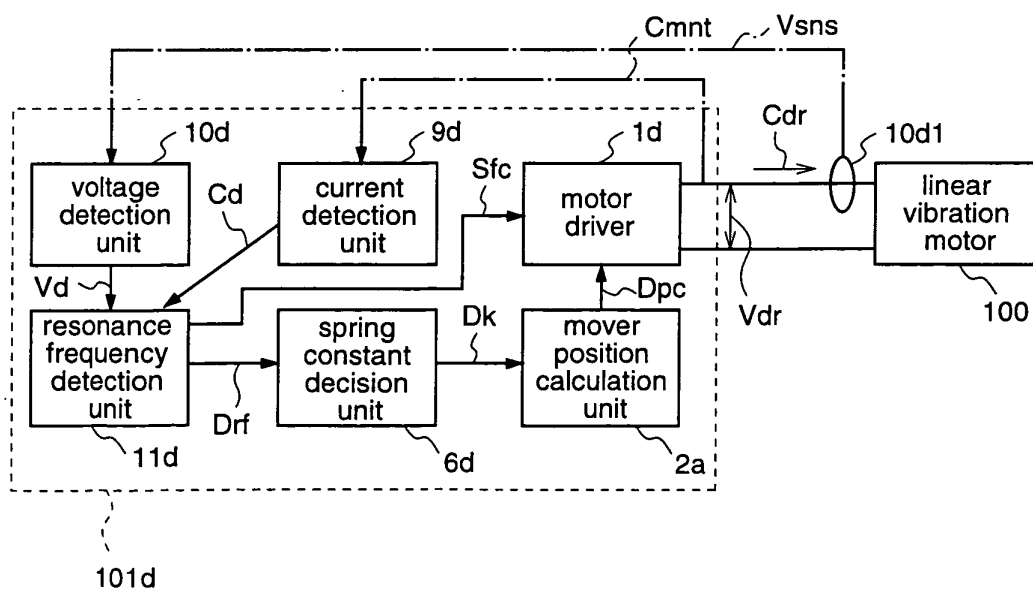 Cmnt
Vsns
10d
9d
1d
Cdr
10d1
voltage
detection
unit
Cd
current
detection
unit
Sfc
motor
driver
linear
vibration
motor
Vd
Dpc
Vdr
100
resonance
frequency
detection
unit
Drf
spring
constant
decision
unit
Dk
mover
position
calculation
unit
11d
6d
2a
101d